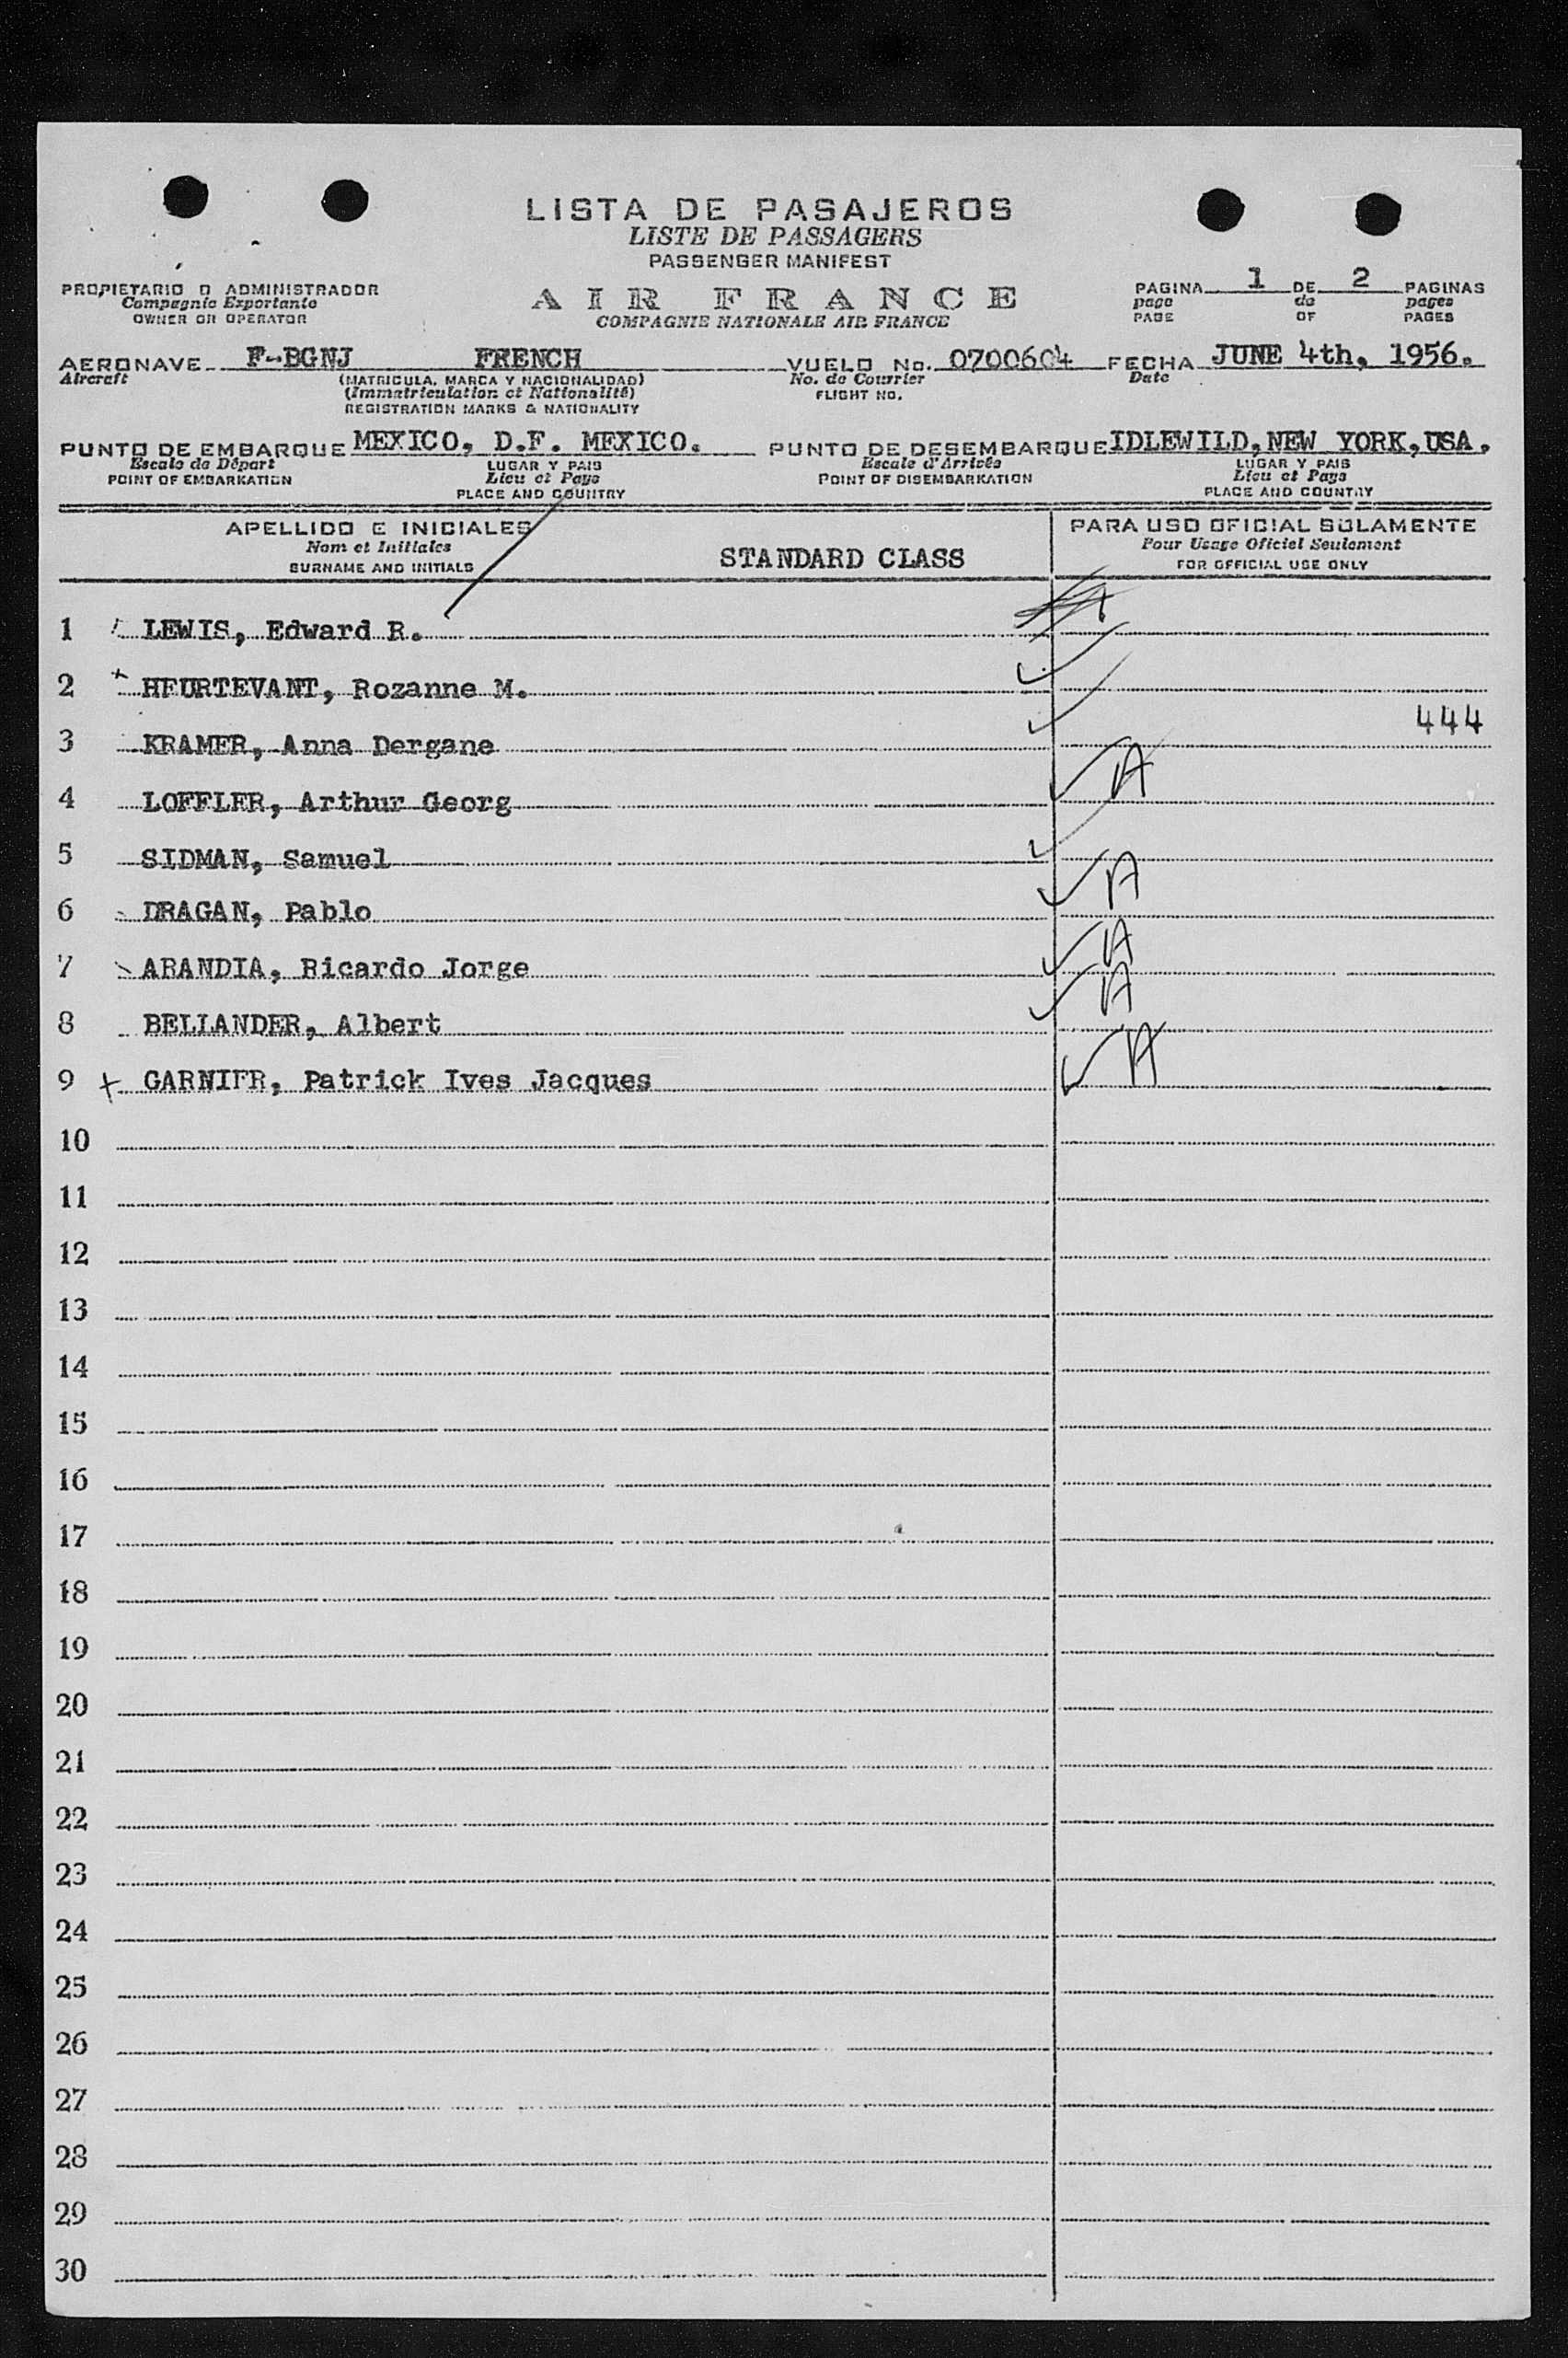 LISTA DE PASAJEROS
LISTE DE PASSAGERS
PASSENGER MANIFEST
PROPIETARIO O ADMINISTRADOR
Compagnie Exportante
OWNER OR OPERATOR
AIR FRANCE
COMPAGNIE NATIONALE AIR FRANCE
PAGINA 1 DE 2 PAGINAS
page de pages
PAGE OF PAGES
AERONAVE F-BGNJ FRENCH VUELO No. 0700604 FECHA JUNE 4th, 1956.
Aircraft (MATRICULA, MARCA Y NACIONALIDAD) No. de Courrier Date
(Immatriculation et Nationalité) FLIGHT NO.
REGISTRATION MARKS & NATIONALITY
PUNTO DE EMBARQUE MEXICO, D.F. MEXICO. PUNTO DE DESEMBARQUE IDLEWILD, NEW YORK, USA.
Escale de Départ LUGAR Y PAIS Escale d'Arrivée LUGAR Y PAIS
POINT OF EMBARKATION Lieu et Pays POINT OF DISEMBARKATION Lieu et Pays
PLACE AND COUNTRY PLACE AND COUNTRY
APELLIDO E INICIALES PARA USO OFICIAL SOLAMENTE
Nom et Initiales STANDARD CLASS Pour Usage Officiel Seulement
SURNAME AND INITIALS FOR OFFICIAL USE ONLY
1 LEWIS, Edward R.
2 HEURTEVANT, Rozanne M.
444
3 KRAMER, Anna Dergane
4 LOFFLER, Arthur Georg A
5 SIDMAN, Samuel
6 DRAGAN, Pablo A
7 ARANDIA, Ricardo Jorge A
8 BELLANDER, Albert A
9 GARNIER, Patrick Ives Jacques A
10
11
12
13
14
15
16
17
18
19
20
21
22
23
24
25
26
27
28
29
30